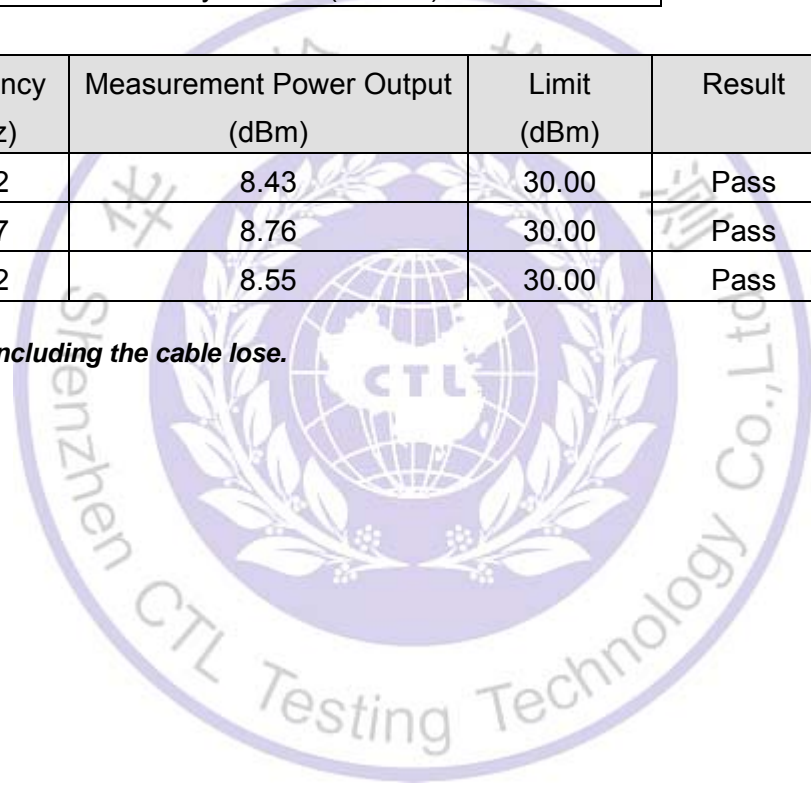 ncy Measurement Power Output Limit Result
z) (dBm) (dBm)
2 8.43 30.00 Pass
7 8.76 30.00 Pass
2 8.55 30.00 Pass
ncluding the cable lose.
CTL
Shenzhen CTL Testing Technology Co.,Ltd